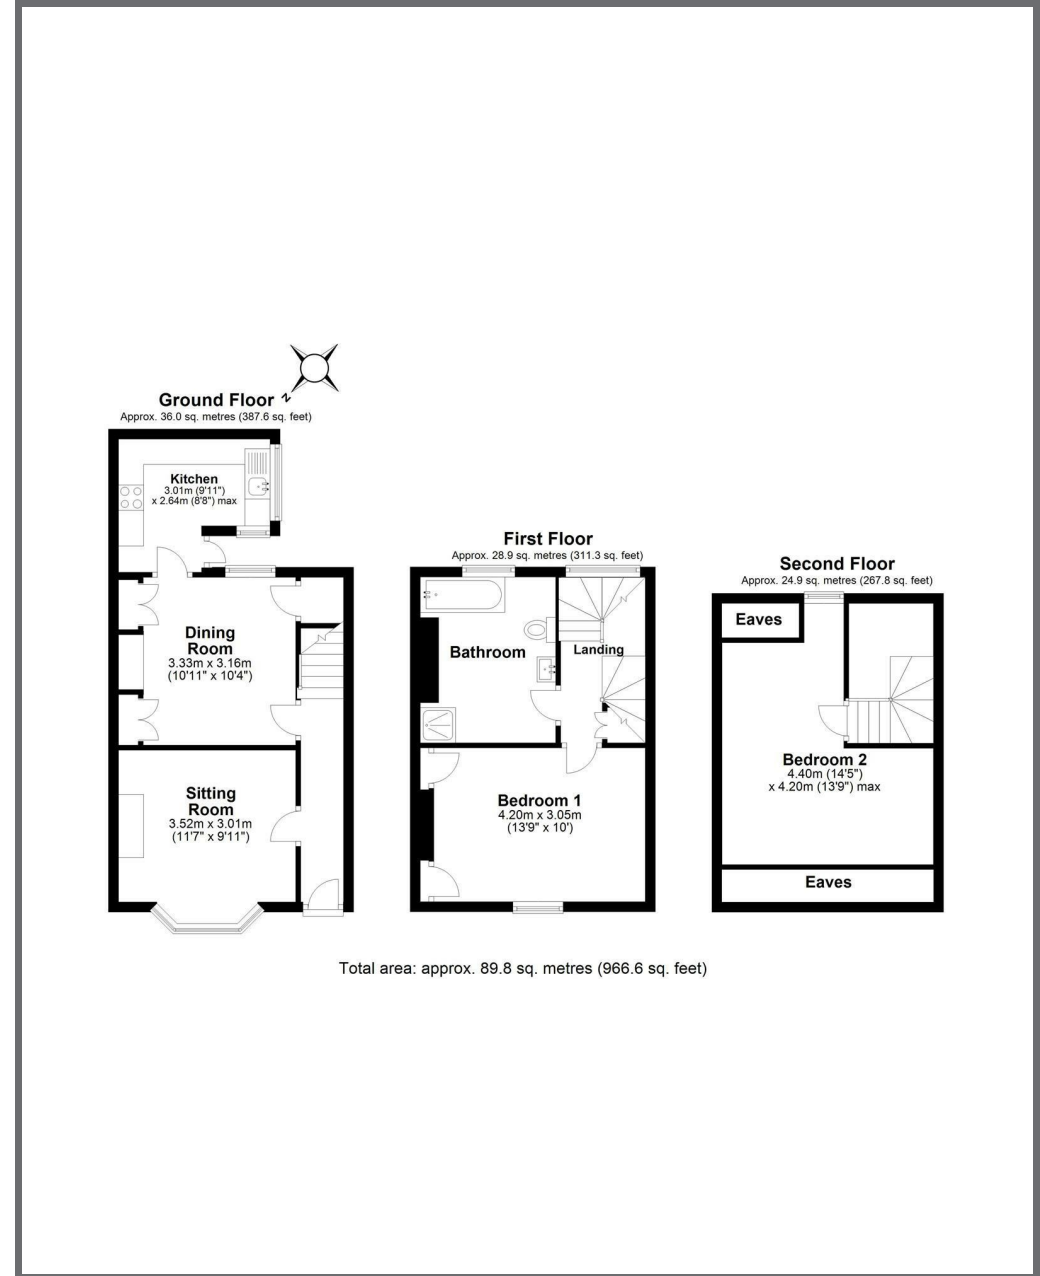 N
Ground Floor
Approx. 36.0 sq. metres (387.6 sq. feet)
Kitchen
3.01m (9'11")
x 2.64m (8'8") max
Dining
Room
3.33m x 3.16m
(10'11" x 10'4")
Sitting
Room
3.52m x 3.01m
(11'7" x 9'11")
First Floor
Approx. 28.9 sq. metres (311.3 sq. feet)
Bathroom
Landing
Bedroom 1
4.20m x 3.05m
(13'9" x 10')
Second Floor
Approx. 24.9 sq. metres (267.8 sq. feet)
Eaves
Bedroom 2
4.40m (14'5")
x 4.20m (13'9") max
Eaves
Total area: approx. 89.8 sq. metres (966.6 sq. feet)